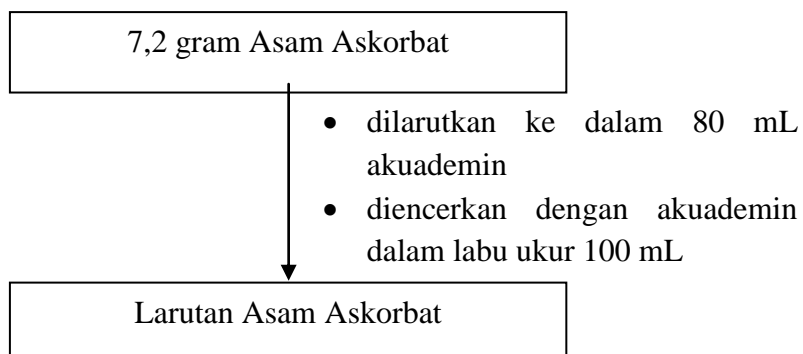 7,2 gram Asam Askorbat
• dilarutkan ke dalam 80 mL
akuademin
• diencerkan dengan akuademin
dalam labu ukur 100 mL
Larutan Asam Askorbat